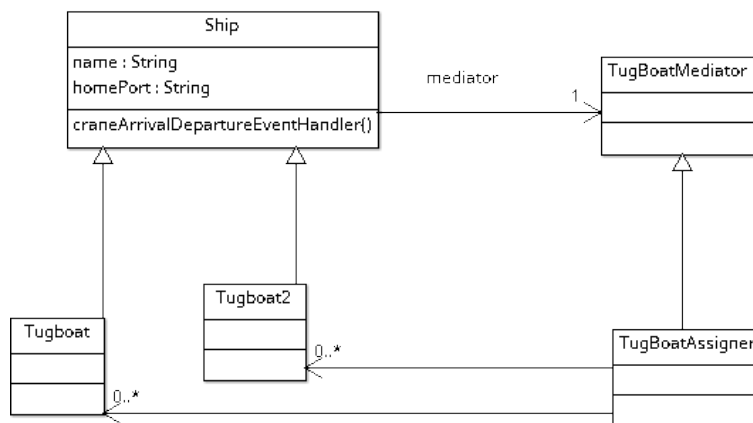 Ship
name : String
homePort : String
craneArrivalDepartureEventHandler()
mediator
1
TugBoatMediator
Tugboat2
0..*
Tugboat
0..*
TugBoatAssigner